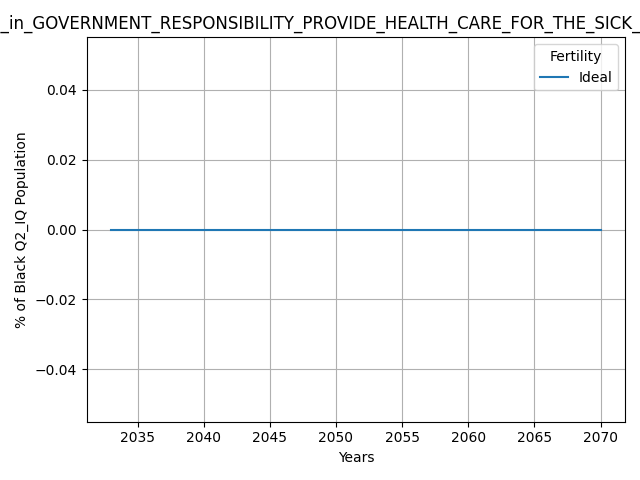 _in_GOVERNMENT_RESPONSIBILITY_PROVIDE_HEALTH_CARE_FOR_THE_SICK_
Fertility
Ideal
% of Black Q2_IQ Population
0.04
0.02
0.00
−0.02
−0.04
2035 2040 2045 2050 2055 2060 2065 2070
Years